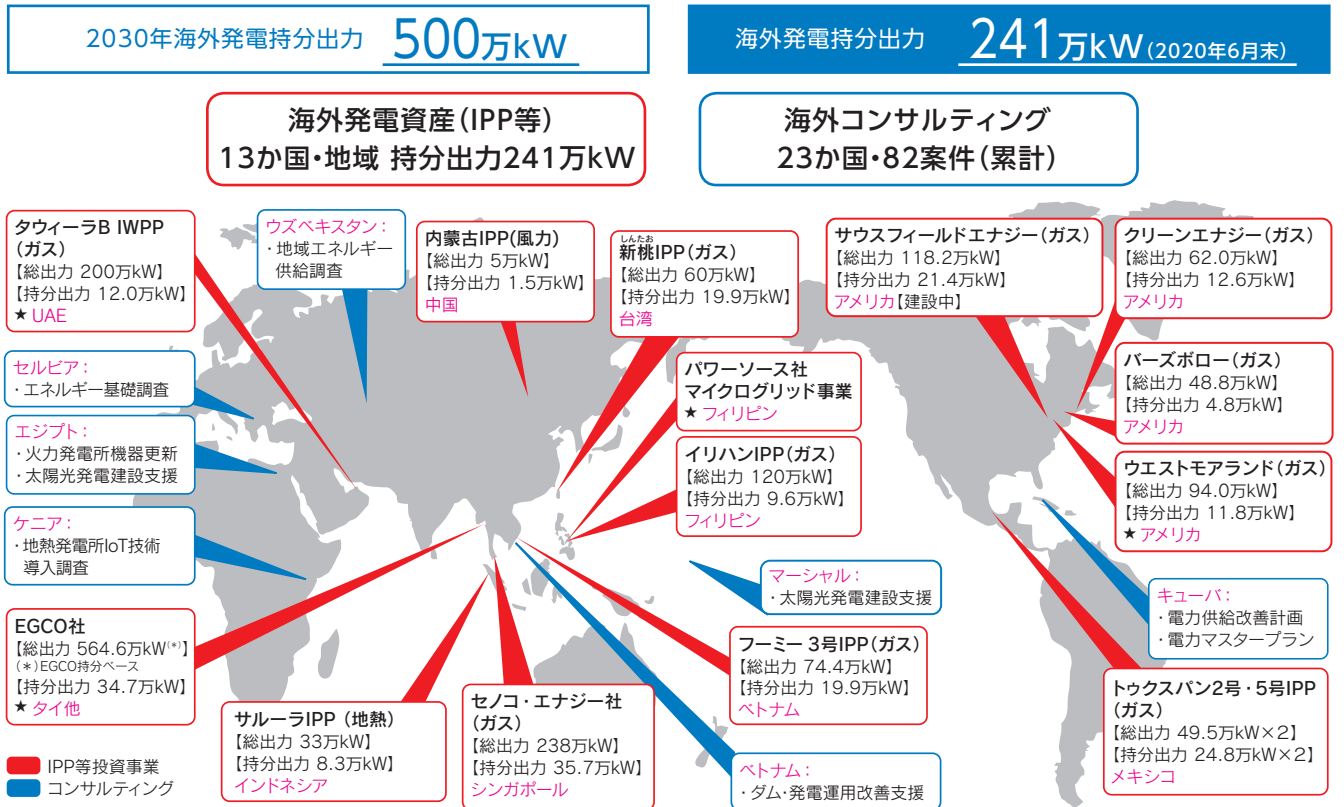 2030年海外発電持分出力 500万kW
海外発電持分出力 241万kW(2020年6月末)
海外発電資産(IPP等)
13か国・地域 持分出力241万kW
海外コンサルティング
23か国・82案件(累計)
タウィーラB IWPP
(ガス)
【総出力 200万kW】
【持分出力 12.0万kW】
★ UAE
ウズベキスタン:
・地域エネルギー
供給調査
内蒙古IPP(風力)
【総出力 5万kW】
【持分出力 1.5万kW】
中国
しんたお
新桃IPP(ガス)
【総出力 60万kW】
【持分出力 19.9万kW】
台湾
サウスフィールドエナジー(ガス)
【総出力 118.2万kW】
【持分出力 21.4万kW】
アメリカ【建設中】
クリーンエナジー(ガス)
【総出力 62.0万kW】
【持分出力 12.6万kW】
アメリカ
セルビア:
・エネルギー基礎調査
パワーソース社
マイクログリッド事業
★ フィリピン
バーズボロー(ガス)
【総出力 48.8万kW】
【持分出力 4.8万kW】
アメリカ
エジプト:
・火力発電所機器更新
・太陽光発電建設支援
イリハンIPP(ガス)
【総出力 120万kW】
【持分出力 9.6万kW】
フィリピン
ウエストモアランド(ガス)
【総出力 94.0万kW】
【持分出力 11.8万kW】
★ アメリカ
ケニア:
・地熱発電所IoT技術
導入調査
マーシャル:
・太陽光発電建設支援
キューバ:
・電力供給改善計画
・電力マスタープラン
EGCO社
【総出力 564.6万kW(*)】
(*)EGCO持分ベース
【持分出力 34.7万kW】
★ タイ他
フーミー 3号IPP(ガス)
【総出力 74.4万kW】
【持分出力 19.9万kW】
ベトナム
トゥクスパン2号・5号IPP
(ガス)
【総出力 49.5万kW×2】
【持分出力 24.8万kW×2】
メキシコ
サルーラIPP (地熱)
【総出力 33万kW】
【持分出力 8.3万kW】
インドネシア
セノコ・エナジー社
(ガス)
【総出力 238万kW】
【持分出力 35.7万kW】
シンガポール
ベトナム:
・ダム・発電運用改善支援
IPP等投資事業
コンサルティング